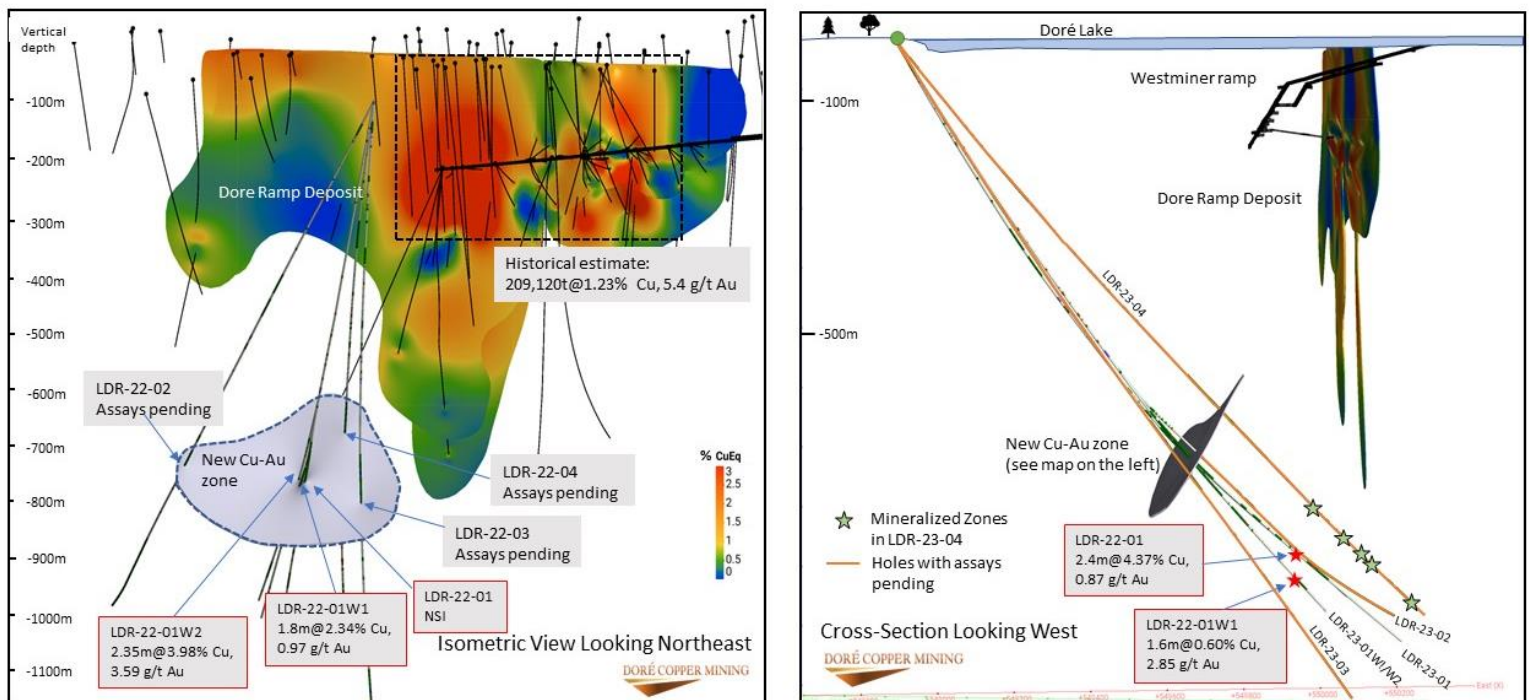 Vertical
depth
-100m
-200m
-300m
-400m
-500m
-600m
-700m
-800m
-900m
-1000m
-1100m
Dore Ramp Deposit
Historical estimate:
209,120t@1.23% Cu, 5.4 g/t Au
LDR-22-02
Assays pending
New Cu-Au
zone
LDR-22-04
Assays pending
LDR-22-03
Assays pending
% CuEq
3
2.5
2
1.5
1
0.5
0
LDR-22-01W2
2.35m@3.98% Cu,
3.59 g/t Au
LDR-22-01W1
1.8m@2.34% Cu,
0.97 g/t Au
LDR-22-01
NSI
Isometric View Looking Northeast
DORÉ COPPER MINING
Doré Lake
Westminer ramp
-100m
Dore Ramp Deposit
LDR-23-04
-500m
New Cu-Au zone
(see map on the left)
Mineralized Zones
in LDR-23-04
Holes with assays
pending
LDR-22-01
2.4m@4.37% Cu,
0.87 g/t Au
LDR-22-01W1
1.6m@0.60% Cu,
2.85 g/t Au
LDR-23-02
LDR-23-01
LDR-23-01W1/W2
LDR-23-03
Cross-Section Looking West
DORÉ COPPER MINING